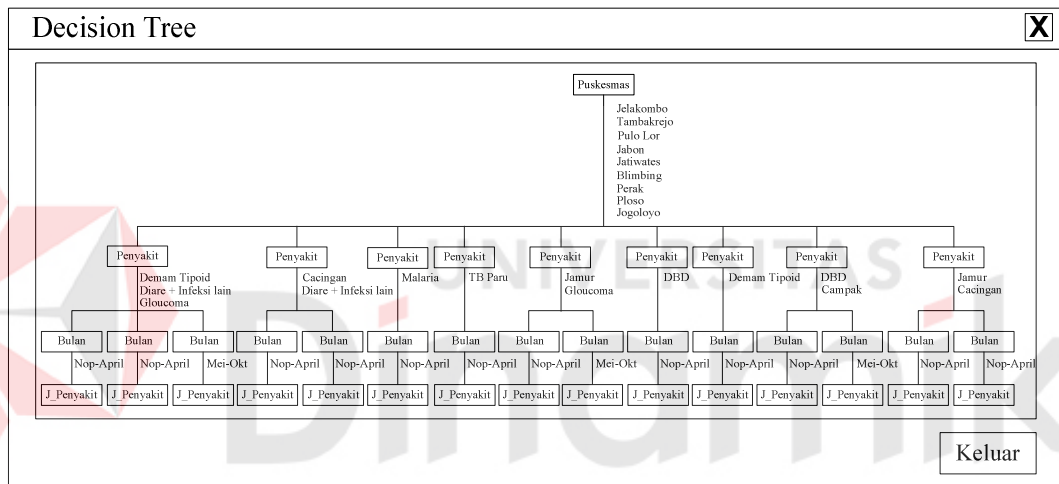 Decision Tree
X
Puskesmas
Jelakombo
Tambakrejo
Pulo Lor
Jabon
Jatiwates
Blimbing
Perak
Ploso
Jogoloyo
UNIVERSITAS
Dinamik
Penyakit Penyakit Penyakit Penyakit Penyakit Penyakit Penyakit Penyakit Penyakit
Demam Tipoid Cacingan Malaria TB Paru Jamur DBD Demam Tipoid DBD Jamur
Diare + Infeksi lain Diare + Infeksi lain Gloucoma Campak Cacingan
Gloucoma
Bulan Bulan Bulan Bulan Bulan Bulan Bulan Bulan Bulan Bulan Bulan Bulan Bulan Bulan Bulan
Nop-April Nop-April Mei-Okt Nop-April Nop-April Nop-April Nop-April Nop-April Mei-Okt Nop-April Nop-April Nop-April Mei-Okt Nop-April Nop-April
J_Penyakit J_Penyakit J_Penyakit J_Penyakit J_Penyakit J_Penyakit J_Penyakit J_Penyakit J_Penyakit J_Penyakit J_Penyakit J_Penyakit J_Penyakit J_Penyakit J_Penyakit
Keluar